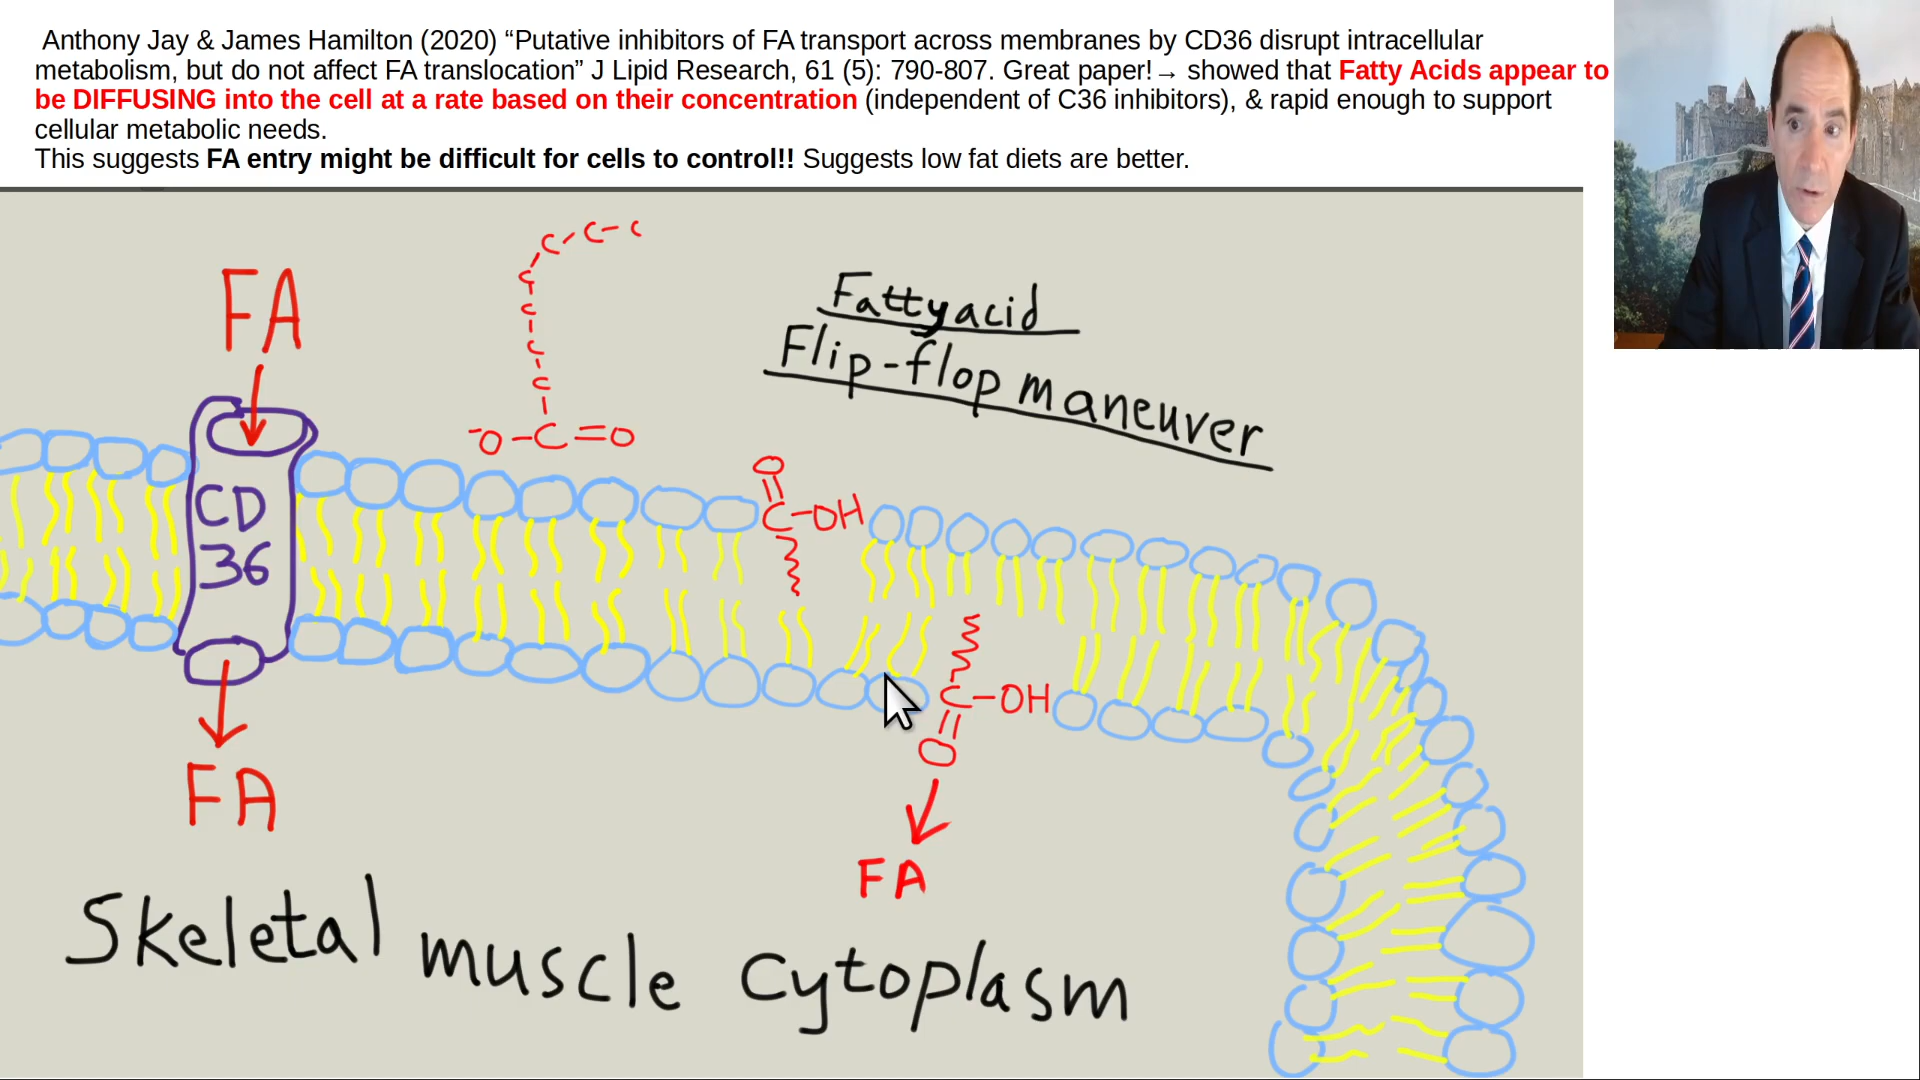 Anthony Jay & James Hamilton (2020) “Putative inhibitors of FA transport across membranes by CD36 disrupt intracellular
metabolism, but do not affect FA translocation” J Lipid Research, 61 (5): 790-807. Great paper!→ showed that Fatty Acids appear to
be DIFFUSING into the cell at a rate based on their concentration (independent of C36 inhibitors), & rapid enough to support
cellular metabolic needs.
This suggests FA entry might be difficult for cells to control!! Suggests low fat diets are better.
FA
CD
36
FA
C-C-C
C
C
C
C
-O-C=O
Fatty acid
Flip-flop maneuver
O
C-OH
C-OH
O
FA
Skeletal muscle cytoplasm